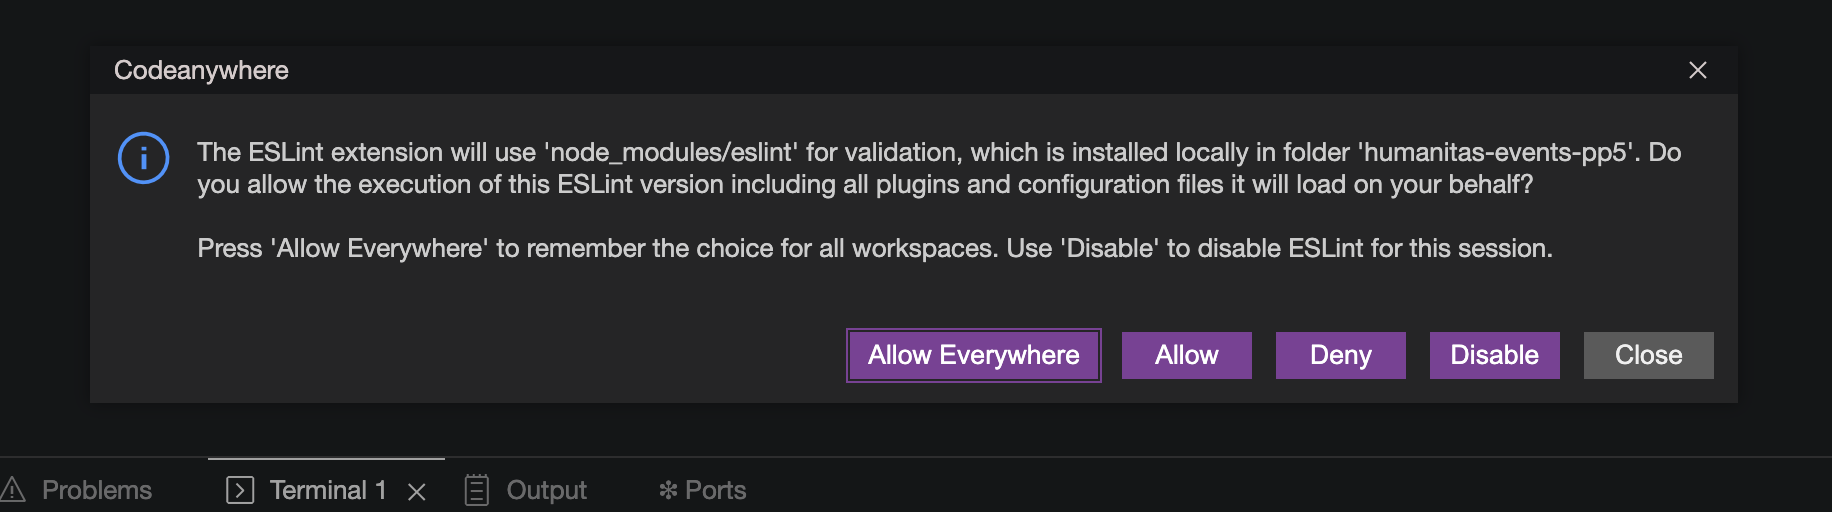 Codeanywhere
The ESLint extension will use 'node_modules/eslint' for validation, which is installed locally in folder 'humanitas-events-pp5'. Do
you allow the execution of this ESLint version including all plugins and configuration files it will load on your behalf?
Press 'Allow Everywhere' to remember the choice for all workspaces. Use 'Disable' to disable ESLint for this session.
Allow Everywhere Allow Deny Disable Close
Problems Terminal 1 Output Ports